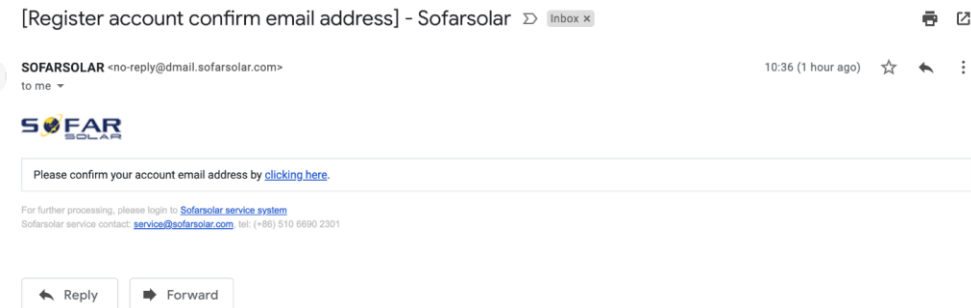 [Register account confirm email address] - Sofarsolar Inbox ×
SOFARSOLAR <no-reply@dmail.sofarsolar.com> 10:36 (1 hour ago)
to me
SOFAR
SOLAR
Please confirm your account email address by clicking here.
For further processing, please login to Sofarsolar service system
Sofarsolar service contact: service@sofarsolar.com, tel: (+86) 510 6690 2301
Reply Forward